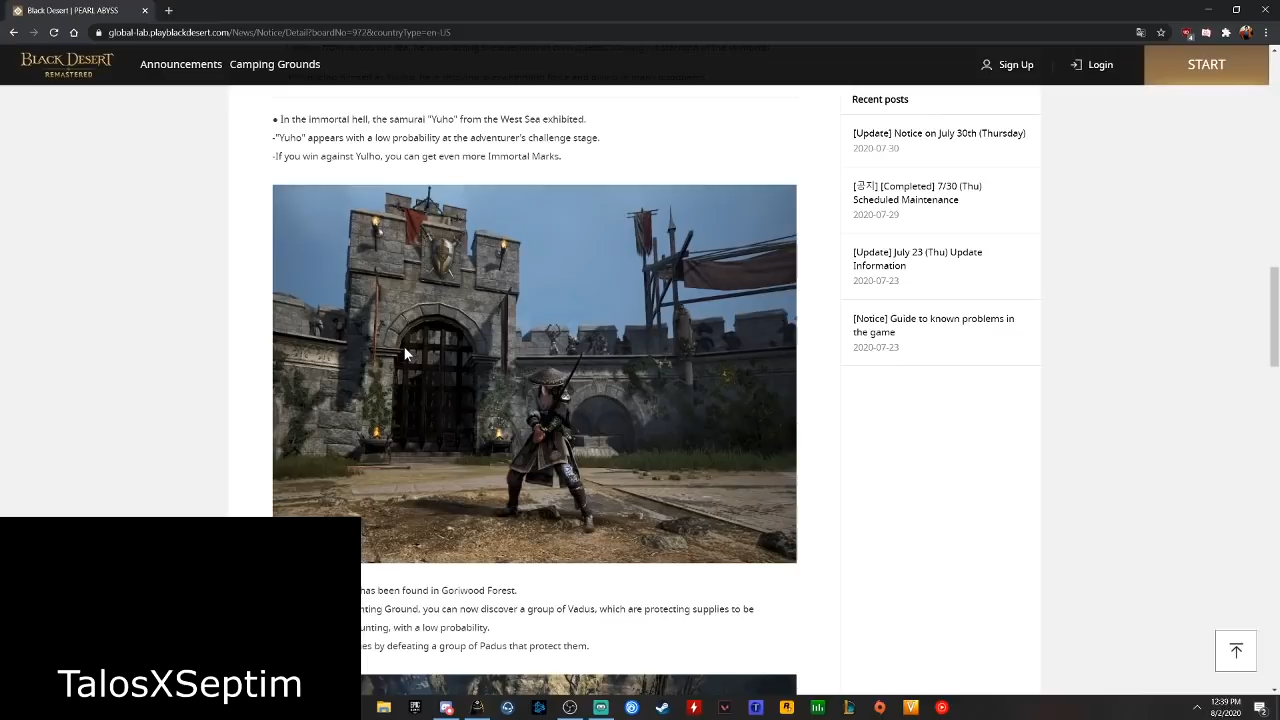 Black Desert | PEARL ABYSS
global-lab.playblackdesert.com/News/Notice/Detail?boardNo=972&countryType=en-US
BLACK DESERT
REMASTERED
Announcements
Camping Grounds
Sign Up
Login
START
● In the immortal hell, the samurai "Yuho" from the West Sea exhibited.
-"Yuho" appears with a low probability at the adventurer's challenge stage.
-If you win against Yulho, you can get even more Immortal Marks.
has been found in Goriwood Forest.
nting Ground, you can now discover a group of Vadus, which are protecting supplies to be
unting, with a low probability.
es by defeating a group of Padus that protect them.
Recent posts
[Update] Notice on July 30th (Thursday)
2020-07-30
[공지] [Completed] 7/30 (Thu)
Scheduled Maintenance
2020-07-29
[Update] July 23 (Thu) Update
Information
2020-07-23
[Notice] Guide to known problems in
the game
2020-07-23
TalosXSeptim
12:39 PM
8/2/2020